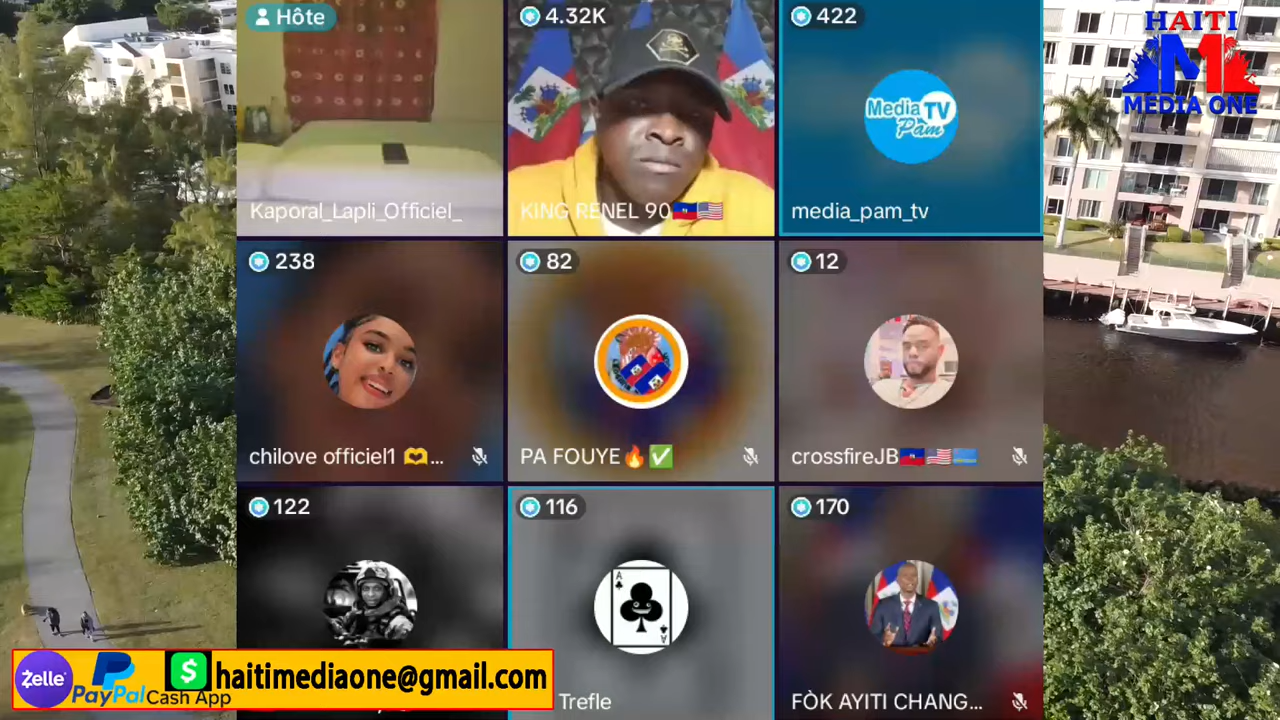 Hôte
4.32K
422
HAITI
M
MEDIA ONE
Media TV
Pam
Kaporal_Lapli_Officiel_
KING RENEL 90
media_pam_tv
238
82
12
chilove officiel1 🫶...
PA FOUYE🔥✅
crossfireJB
122
116
170
A
A
Zelle
PayPal
$
Cash App
haitimediaone@gmail.com
Trefle
FÒK AYITI CHANG...